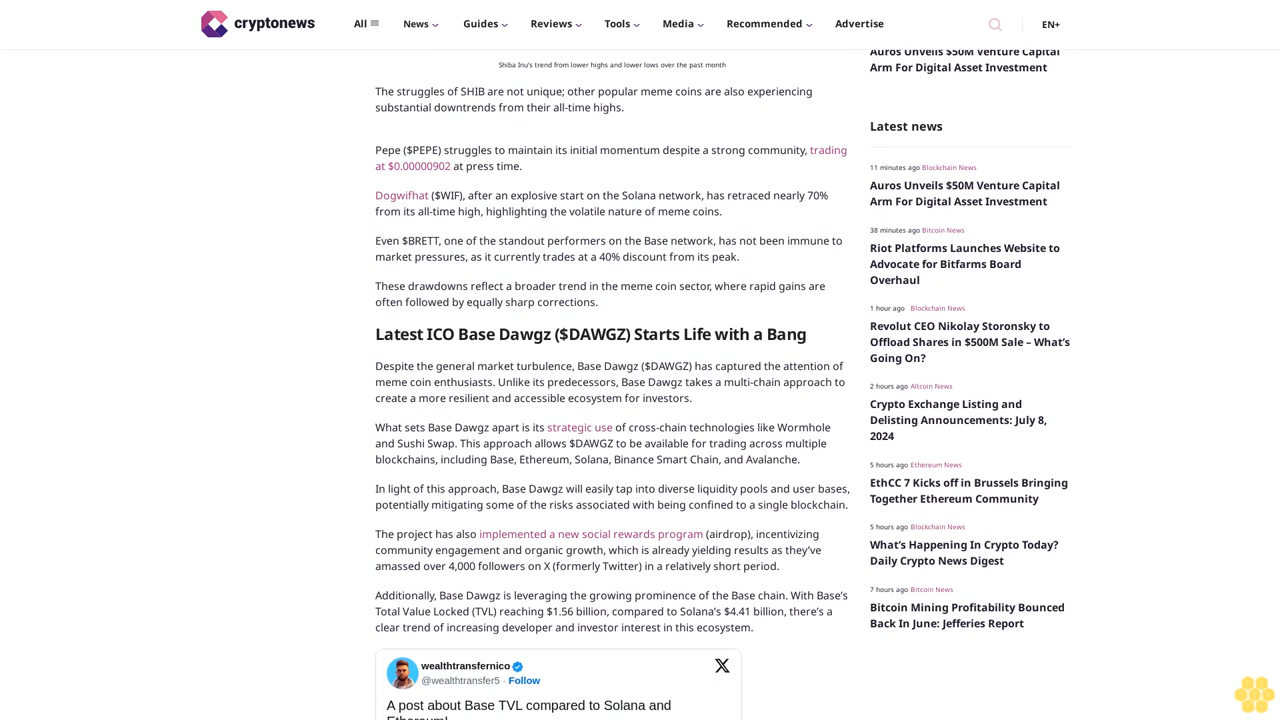 cryptonews
All
News
Guides
Reviews
Tools
Media
Recommended
Advertise
EN+
Shiba Inu's trend from lower highs and lower lows over the past month
The struggles of SHIB are not unique; other popular meme coins are also experiencing
substantial downtrends from their all-time highs.
Pepe ($PEPE) struggles to maintain its initial momentum despite a strong community, trading
at $0.00000902 at press time.
Dogwifhat ($WIF), after an explosive start on the Solana network, has retraced nearly 70%
from its all-time high, highlighting the volatile nature of meme coins.
Even $BRETT, one of the standout performers on the Base network, has not been immune to
market pressures, as it currently trades at a 40% discount from its peak.
These drawdowns reflect a broader trend in the meme coin sector, where rapid gains are
often followed by equally sharp corrections.
Latest ICO Base Dawgz ($DAWGZ) Starts Life with a Bang
Despite the general market turbulence, Base Dawgz ($DAWGZ) has captured the attention of
meme coin enthusiasts. Unlike its predecessors, Base Dawgz takes a multi-chain approach to
create a more resilient and accessible ecosystem for investors.
What sets Base Dawgz apart is its strategic use of cross-chain technologies like Wormhole
and Sushi Swap. This approach allows $DAWGZ to be available for trading across multiple
blockchains, including Base, Ethereum, Solana, Binance Smart Chain, and Avalanche.
In light of this approach, Base Dawgz will easily tap into diverse liquidity pools and user bases,
potentially mitigating some of the risks associated with being confined to a single blockchain.
The project has also implemented a new social rewards program (airdrop), incentivizing
community engagement and organic growth, which is already yielding results as they've
amassed over 4,000 followers on X (formerly Twitter) in a relatively short period.
Additionally, Base Dawgz is leveraging the growing prominence of the Base chain. With Base's
Total Value Locked (TVL) reaching $1.56 billion, compared to Solana's $4.41 billion, there's a
clear trend of increasing developer and investor interest in this ecosystem.
wealthtransfernico
@wealthtransfer5 · Follow
A post about Base TVL compared to Solana and
Ethereum!
Auros Unveils $50M Venture Capital
Arm For Digital Asset Investment
Latest news
11 minutes ago Blockchain News
Auros Unveils $50M Venture Capital
Arm For Digital Asset Investment
38 minutes ago Bitcoin News
Riot Platforms Launches Website to
Advocate for Bitfarms Board
Overhaul
1 hour ago Blockchain News
Revolut CEO Nikolay Storonsky to
Offload Shares in $500M Sale – What's
Going On?
2 hours ago Altcoin News
Crypto Exchange Listing and
Delisting Announcements: July 8,
2024
5 hours ago Ethereum News
EthCC 7 Kicks off in Brussels Bringing
Together Ethereum Community
5 hours ago Blockchain News
What's Happening In Crypto Today?
Daily Crypto News Digest
7 hours ago Bitcoin News
Bitcoin Mining Profitability Bounced
Back In June: Jefferies Report